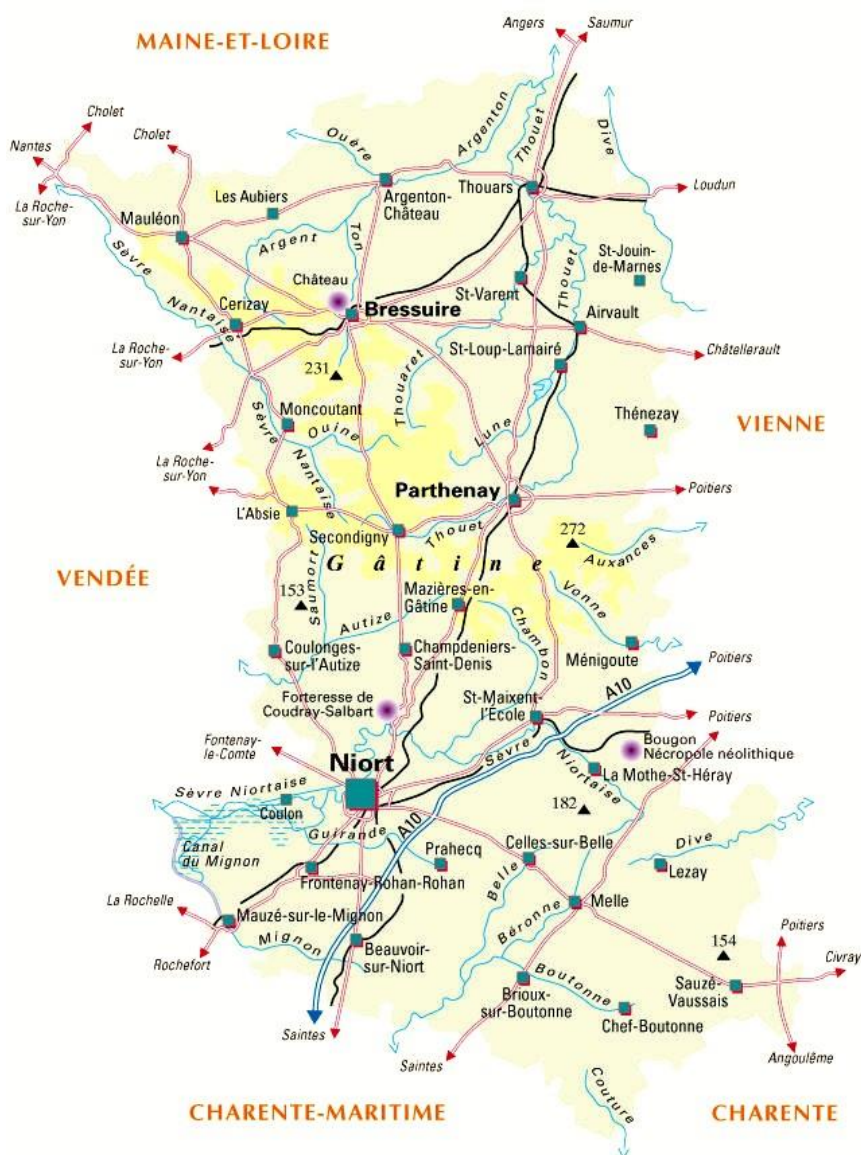 Angers
Saumur
MAINE-ET-LOIRE
Cholet
Cholet
Nantes
La Roche-
sur-Yon
Ouère
Argenton
Thouet
Dive
Les Aubiers
Argenton-
Château
Thouars
Loudun
Mauléon
Argent
Ton
Sèvre
Nantaise
Château
Bressuire
Cerizay
St-Varent
Thouet
St-Jouin-
de-Marnes
Airvault
La Roche-
sur-Yon
231
Thouaret
St-Loup-Lamairé
Châtellerault
Moncoutant
Ouine
Sèvre
Nantaise
Lune
Thénezay
VIENNE
La Roche-
sur-Yon
L'Absie
Parthenay
Poitiers
Secondigny
Thouet
272
Auxances
Gâtine
VENDÉE
Saumort
153
Autize
Mazières-en-
Gâtine
Chambon
Vonne
Coulonges-
sur-l'Autize
Champdeniers-
Saint-Denis
Ménigoute
Poitiers
A10
Forteresse de
Coudray-Salbart
St-Maixent-
l'École
Poitiers
Fontenay-
le-Comte
Niort
Sèvre
Niortaise
Bougon
Nécropole néolithique
La Mothe-St-Héray
Sèvre Niortaise
Coulon
182
Canal
du Mignon
Guirande
A10
Prahecq
Celles-sur-Belle
Dive
Lezay
Frontenay-Rohan-Rohan
Belle
La Rochelle
Mauzé-sur-le-Mignon
Melle
Béronne
Mignon
Rochefort
Beauvoir-
sur-Niort
154
Poitiers
Civray
Boutonne
Brioux-
sur-Boutonne
Sauzé-
Vaussais
Chef-Boutonne
Saintes
Saintes
Angoulême
Couture
CHARENTE-MARITIME
CHARENTE